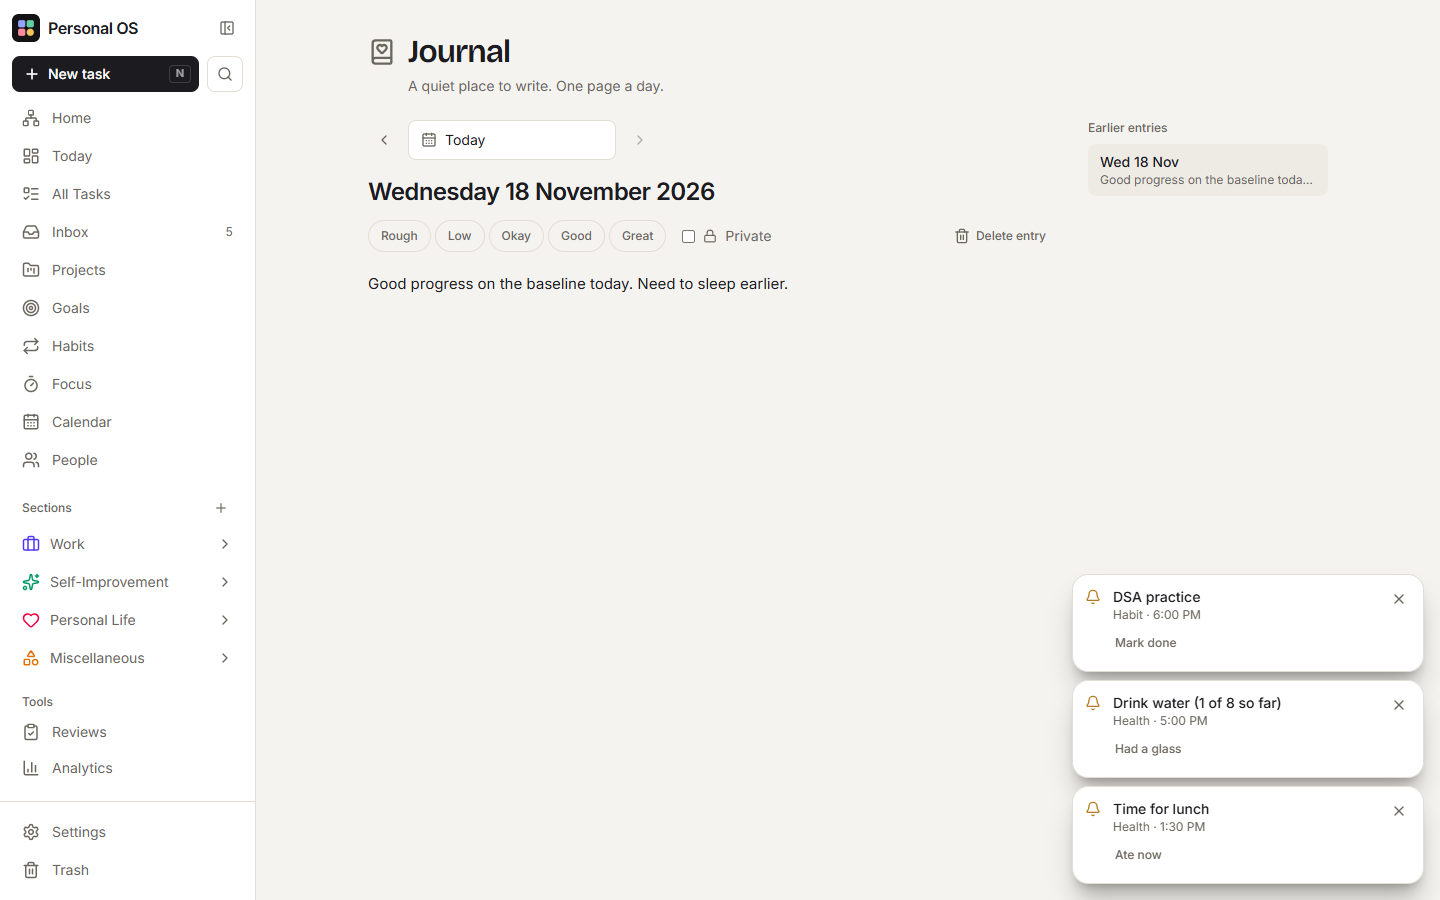 Personal OS
New task N
Home
Today
All Tasks
Inbox 5
Projects
Goals
Habits
Focus
Calendar
People
Sections
Work
Self-Improvement
Personal Life
Miscellaneous
Tools
Reviews
Analytics
Settings
Trash
Journal
A quiet place to write. One page a day.
Today
Wednesday 18 November 2026
Rough Low Okay Good Great Private Delete entry
Good progress on the baseline today. Need to sleep earlier.
Earlier entries
Wed 18 Nov
Good progress on the baseline toda...
DSA practice
Habit · 6:00 PM
Mark done
Drink water (1 of 8 so far)
Health · 5:00 PM
Had a glass
Time for lunch
Health · 1:30 PM
Ate now